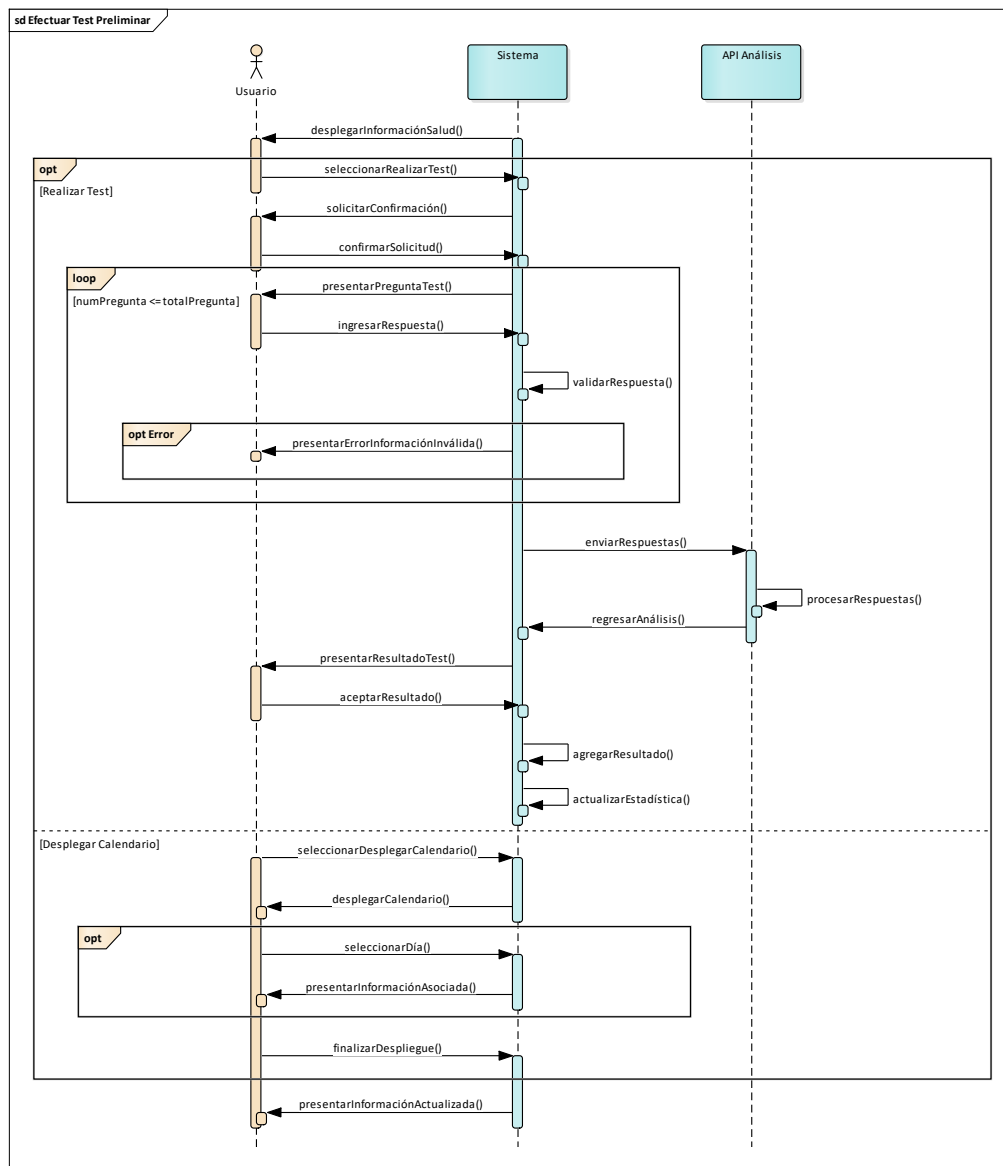 sd Efectuar Test Preliminar
Usuario
Sistema
API Análisis
desplegarInformaciónSalud()
opt
[Realizar Test]
seleccionarRealizarTest()
solicitarConfirmación()
confirmarSolicitud()
loop
[numPregunta <= totalPregunta]
presentarPreguntaTest()
ingresarRespuesta()
validarRespuesta()
opt Error
presentarErrorInformaciónInválida()
enviarRespuestas()
procesarRespuestas()
regresarAnálisis()
presentarResultadoTest()
aceptarResultado()
agregarResultado()
actualizarEstadística()
[Desplegar Calendario]
seleccionarDesplegarCalendario()
desplegarCalendario()
opt
seleccionarDía()
presentarInformaciónAsociada()
finalizarDespliegue()
presentarInformaciónActualizada()